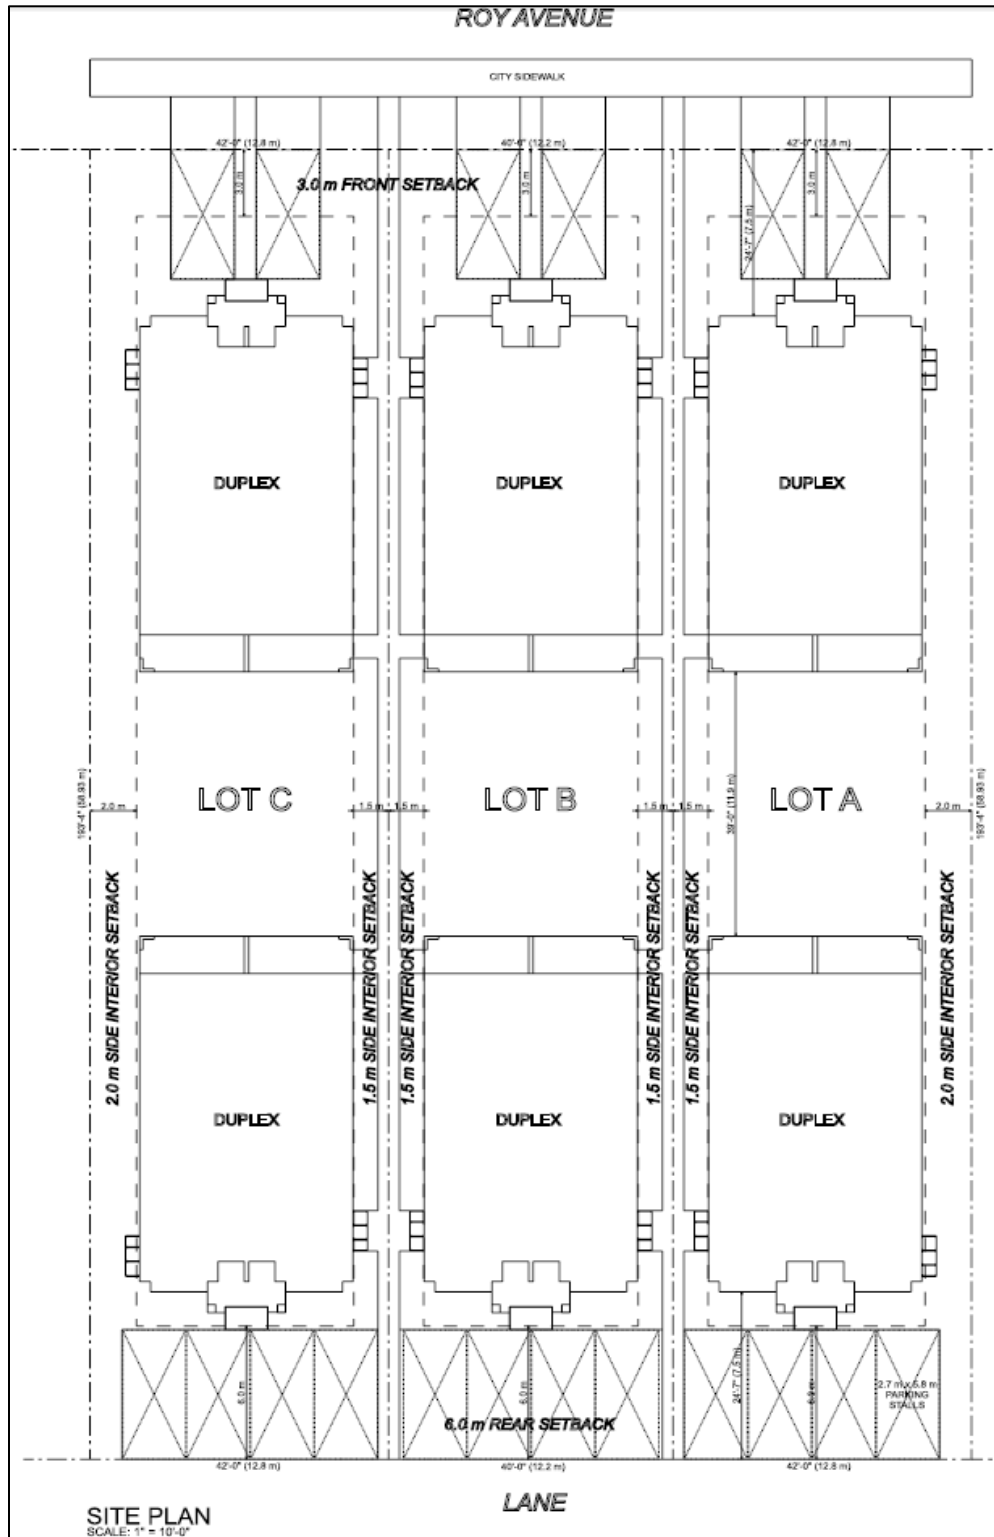 ROY AVENUE
CITY SIDEWALK
42'-0" (12.8 m)
40'-0" (12.2 m)
42'-0" (12.8 m)
3.0 m FRONT SETBACK
3.0 m
3.0 m
3.0 m
24'-7" (7.5 m)
DUPLEX
DUPLEX
DUPLEX
LOT C
LOT B
LOT A
2.0 m
1.5 m
1.5 m
1.5 m
1.5 m
2.0 m
193'-4" (58.93 m)
39'-0" (11.9 m)
193'-4" (58.93 m)
2.0 m SIDE INTERIOR SETBACK
1.5 m SIDE INTERIOR SETBACK
1.5 m SIDE INTERIOR SETBACK
1.5 m SIDE INTERIOR SETBACK
1.5 m SIDE INTERIOR SETBACK
2.0 m SIDE INTERIOR SETBACK
DUPLEX
DUPLEX
DUPLEX
6.0 m
6.0 m
24'-7" (7.5 m)
6.0 m
2.7 m x 5.8 m
PARKING
STALLS
6.0 m REAR SETBACK
42'-0" (12.8 m)
40'-0" (12.2 m)
42'-0" (12.8 m)
LANE
SITE PLAN
SCALE: 1" = 10'-0"